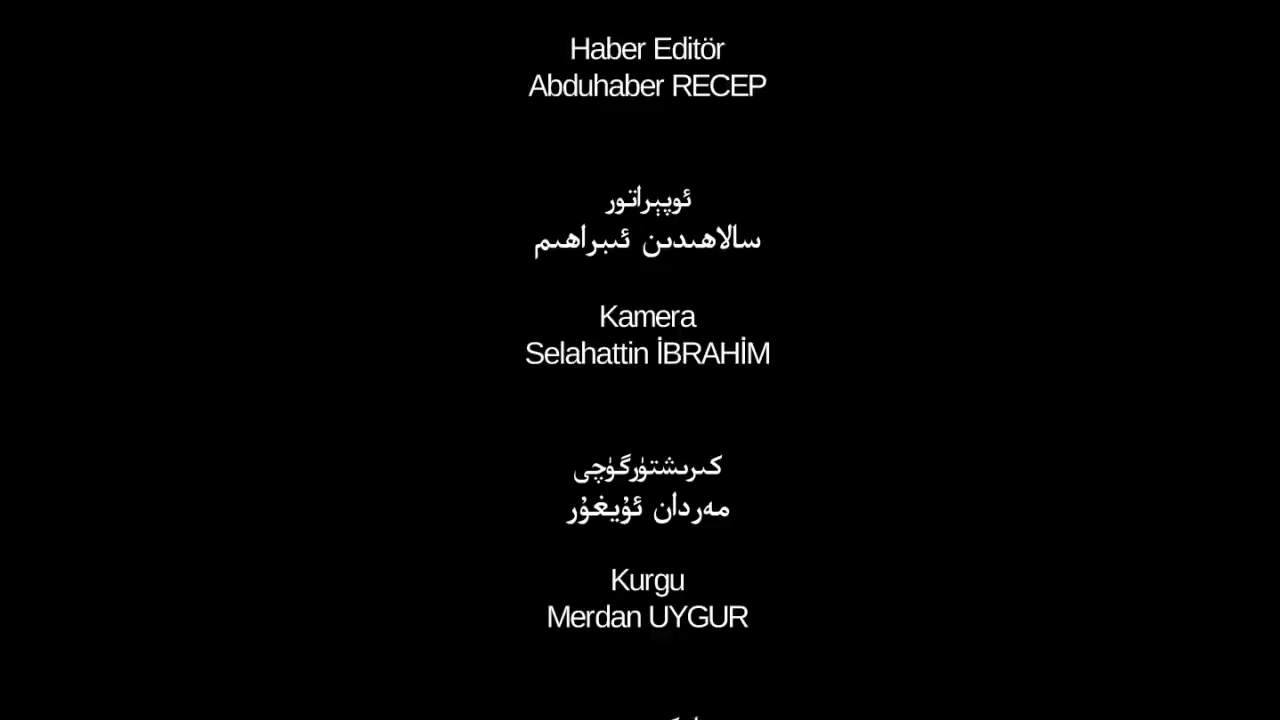 Haber Editör
Abduhaber RECEP
ئوپېراتور
سالاھىدىن ئىبراھىم
Kamera
Selahattin İBRAHİM
كىرىشتۈرگۈچى
مەردان ئۇيغۇر
Kurgu
Merdan UYGUR